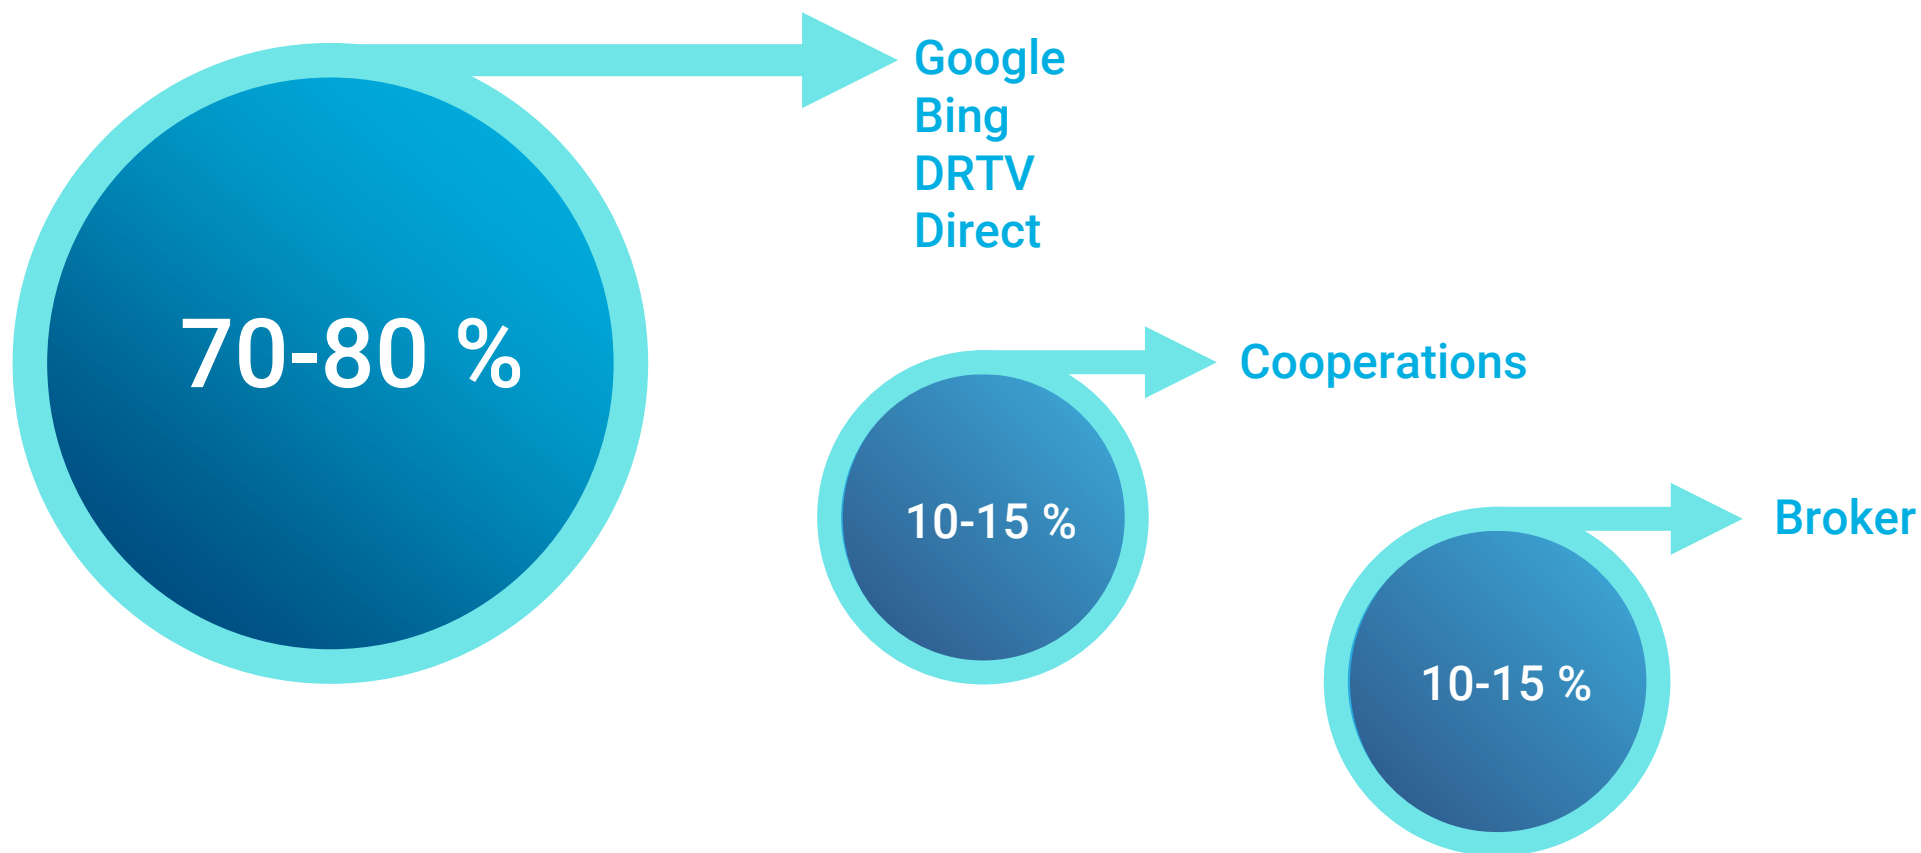 70-80 %
Google
Bing
DRTV
Direct
10-15 %
Cooperations
10-15 %
Broker